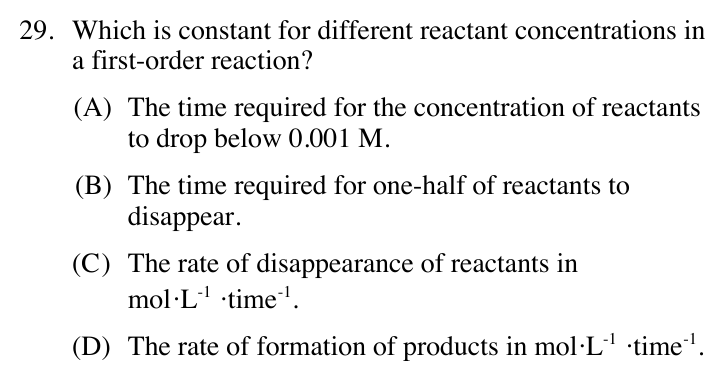 29. Which is constant for different reactant concentrations in
a first-order reaction?
(A) The time required for the concentration of reactants
to drop below 0.001 M.
(B) The time required for one-half of reactants to
disappear.
(C) The rate of disappearance of reactants in
mol·L⁻¹ ·time⁻¹.
(D) The rate of formation of products in mol·L⁻¹ ·time⁻¹.